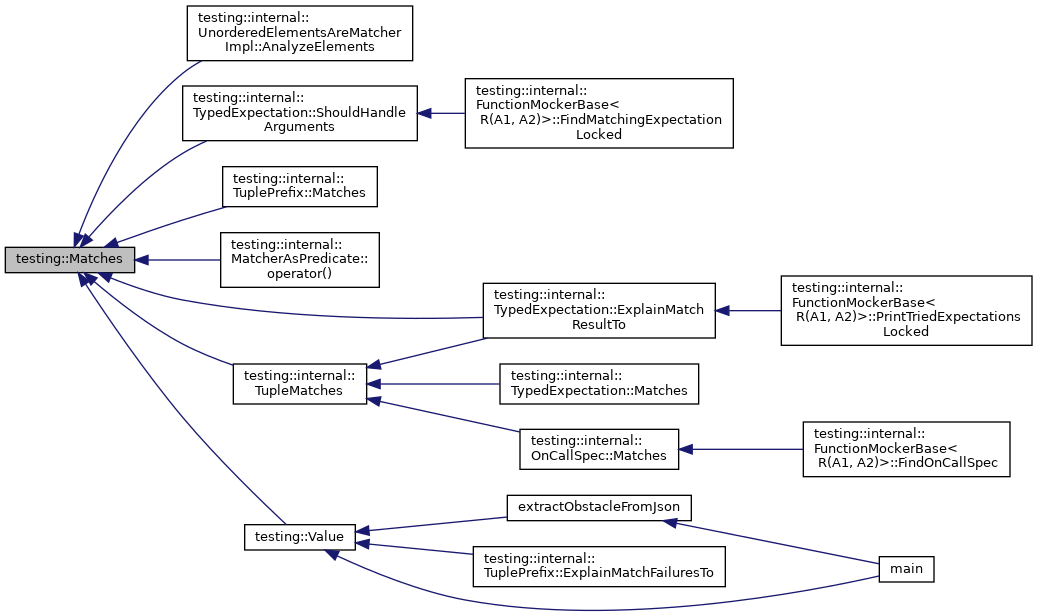 testing::internal::
UnorderedElementsAreMatcher
Impl::AnalyzeElements
testing::internal::
TypedExpectation::ShouldHandle
Arguments
testing::internal::
FunctionMockerBase<
R(A1, A2)>::FindMatchingExpectation
Locked
testing::internal::
TuplePrefix::Matches
testing::Matches
testing::internal::
MatcherAsPredicate::
operator()
testing::internal::
TypedExpectation::ExplainMatch
ResultTo
testing::internal::
FunctionMockerBase<
R(A1, A2)>::PrintTriedExpectations
Locked
testing::internal::
TupleMatches
testing::internal::
TypedExpectation::Matches
testing::internal::
OnCallSpec::Matches
testing::internal::
FunctionMockerBase<
R(A1, A2)>::FindOnCallSpec
testing::Value
extractObstacleFromJson
testing::internal::
TuplePrefix::ExplainMatchFailuresTo
main